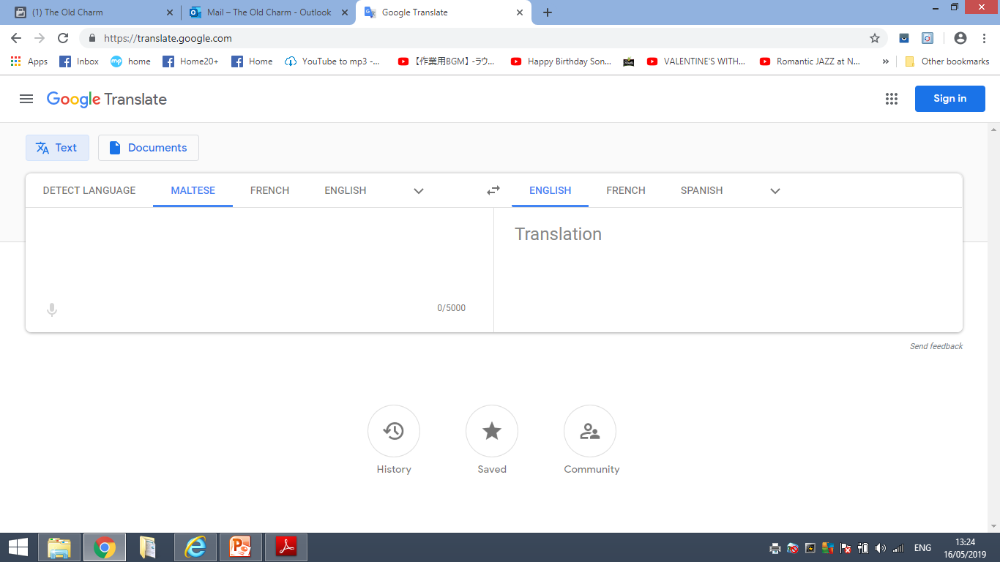 (1) The Old Charm
Mail – The Old Charm - Outlook
Google Translate
https://translate.google.com
Apps
Inbox
home
Home20+
Home
YouTube to mp3 -...
【作業用BGM】 -ラウ...
Happy Birthday Son...
VALENTINE'S WITH...
Romantic JAZZ at N...
»
Other bookmarks
Google Translate
Sign in
Text
Documents
DETECT LANGUAGE
MALTESE
FRENCH
ENGLISH
ENGLISH
FRENCH
SPANISH
Translation
0/5000
Send feedback
History
Saved
Community
ENG
13:24
16/05/2019